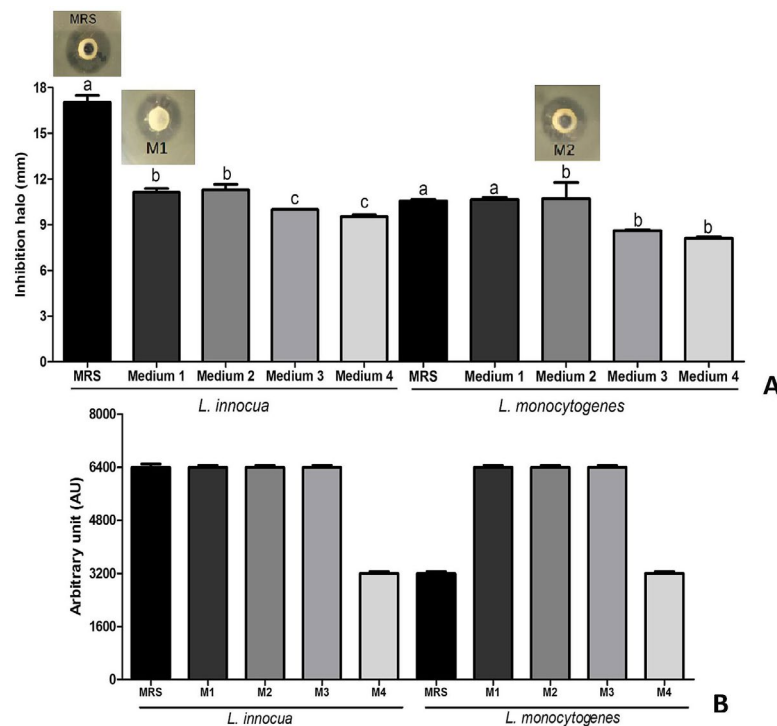 MRS
a
M1
b
b
c
c
a
a
M2
b
b
b
Inhibition halo (mm)
18
15
12
9
6
3
0
MRS Medium 1 Medium 2 Medium 3 Medium 4 MRS Medium 1 Medium 2 Medium 3 Medium 4
L. innocua L. monocytogenes
A
Arbitrary unit (AU)
8000
6400
4800
3200
1600
0
MRS M1 M2 M3 M4 MRS M1 M2 M3 M4
L. innocua L. monocytogenes
B